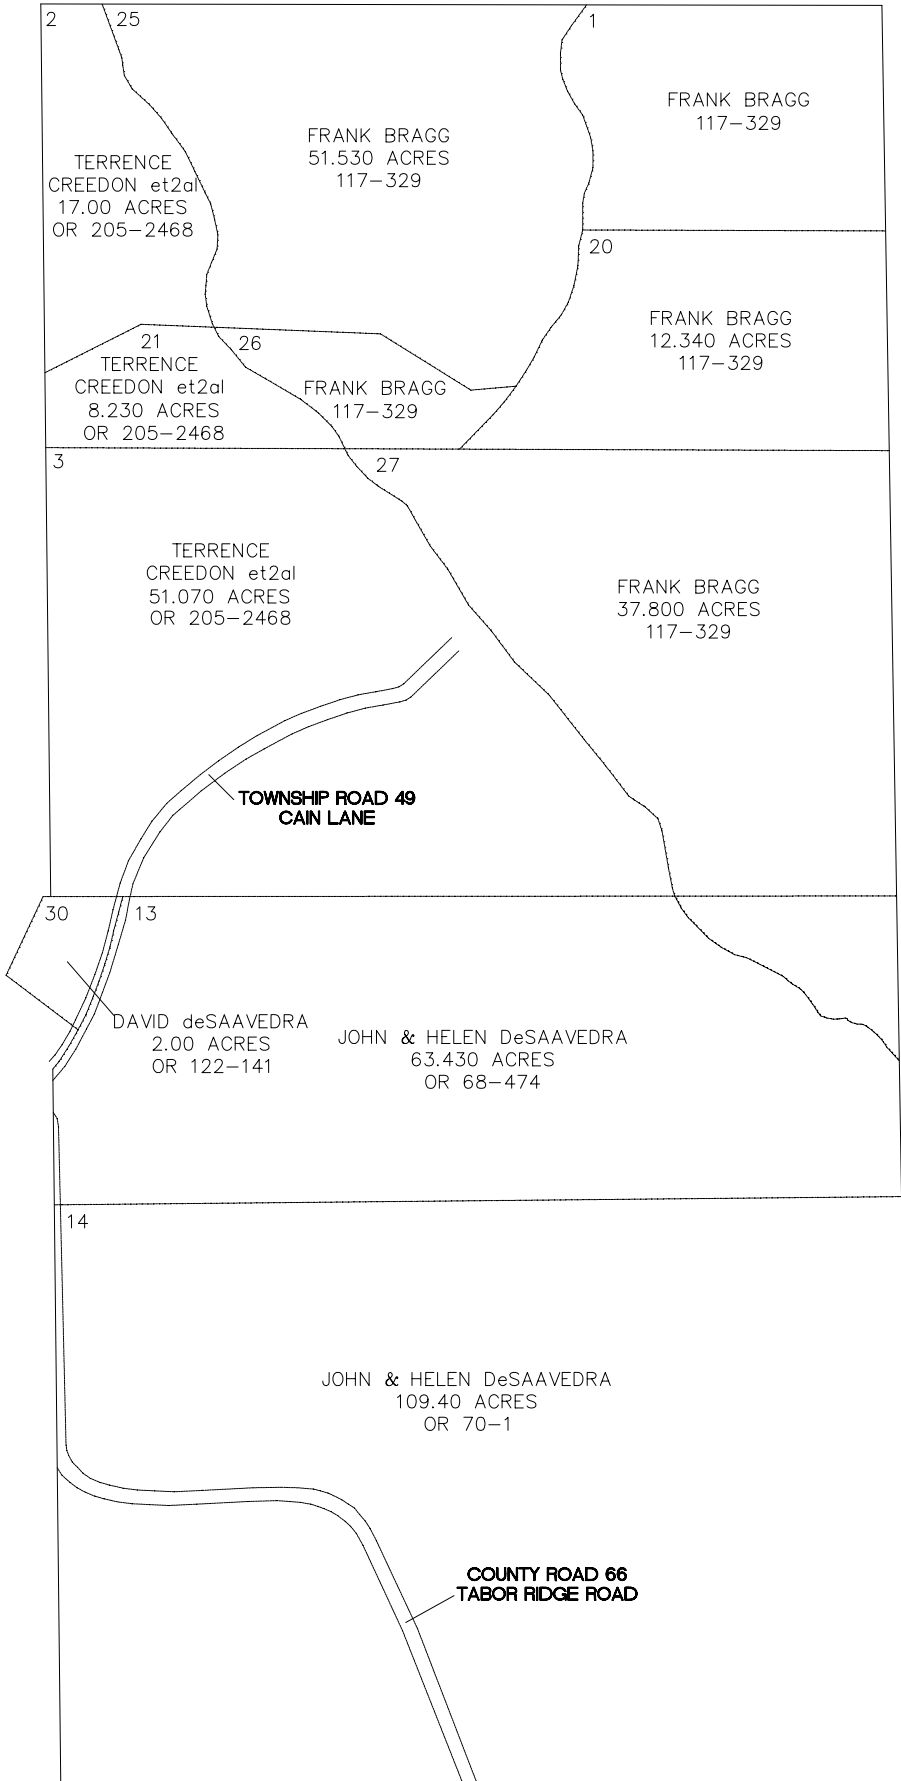 2
25
1
FRANK BRAGG
117-329
FRANK BRAGG
51.530 ACRES
117-329
TERRENCE
CREEDON et2al
17.00 ACRES
OR 205-2468
20
FRANK BRAGG
12.340 ACRES
117-329
21
26
TERRENCE
CREEDON et2al
8.230 ACRES
OR 205-2468
FRANK BRAGG
117-329
3
27
TERRENCE
CREEDON et2al
51.070 ACRES
OR 205-2468
FRANK BRAGG
37.800 ACRES
117-329
TOWNSHIP ROAD 49
CAIN LANE
30
13
DAVID deSAAVEDRA
2.00 ACRES
OR 122-141
JOHN & HELEN DeSAAVEDRA
63.430 ACRES
OR 68-474
14
JOHN & HELEN DeSAAVEDRA
109.40 ACRES
OR 70-1
COUNTY ROAD 66
TABOR RIDGE ROAD